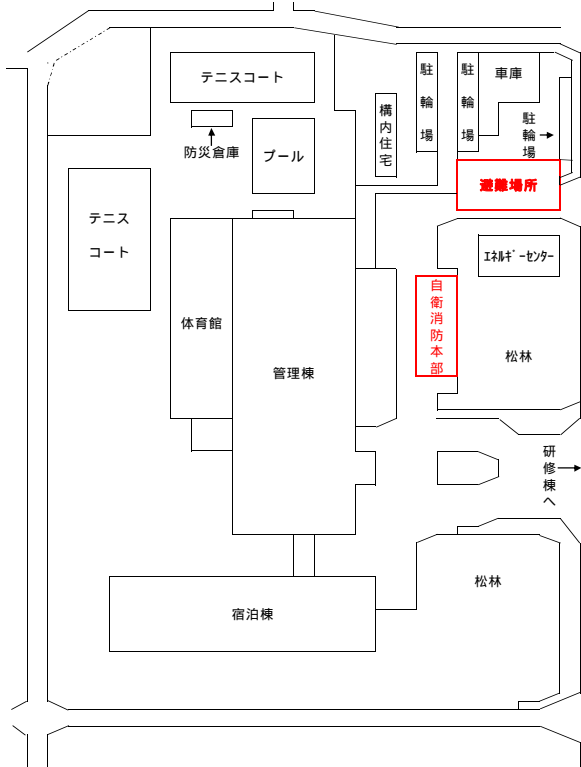 テニスコート
防災倉庫
プール
構内住宅
駐輪場
駐輪場
車庫
駐輪場
避難場所
テニス
コート
エネルギーセンター
自衛消防本部
体育館
松林
管理棟
研修棟へ
松林
宿泊棟